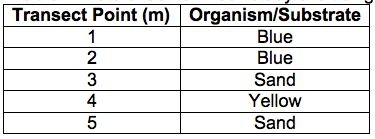 Transect Point (m) Organism/Substrate
1 Blue
2 Blue
3 Sand
4 Yellow
5 Sand